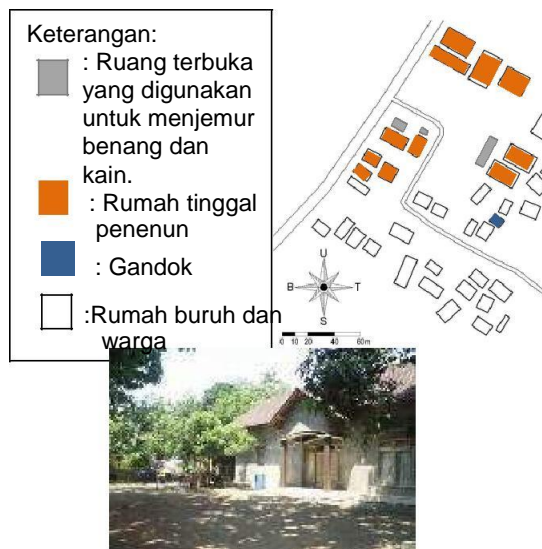 Keterangan:
: Ruang terbuka
yang digunakan
untuk menjemur
benang dan
kain.
: Rumah tinggal
penenun
: Gandok
:Rumah buruh dan
warga
U
B
T
S
0 10 20 40 60m